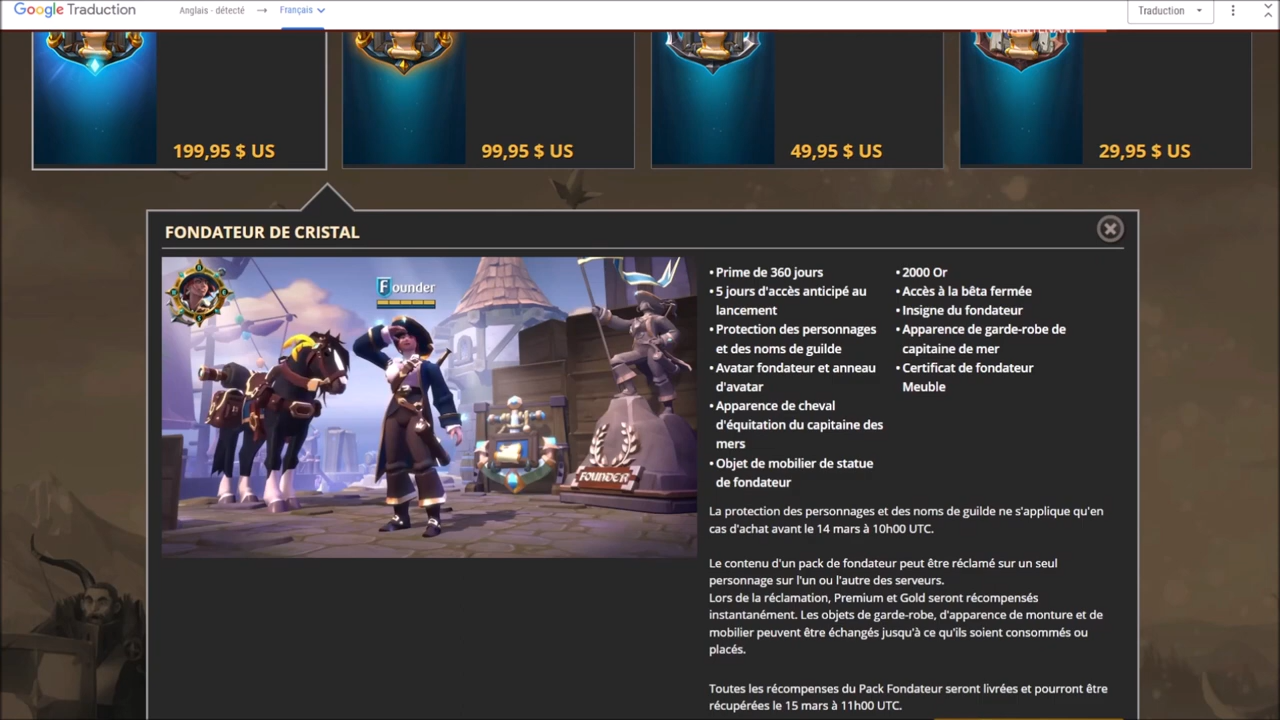 Google Traduction
Anglais - détecté → Français
Traduction
MAINTENANT
199,95 $ US
99,95 $ US
49,95 $ US
29,95 $ US
FONDATEUR DE CRISTAL
Founder
FOUNDER
• Prime de 360 jours
• 5 jours d'accès anticipé au
lancement
• Protection des personnages
et des noms de guilde
• Avatar fondateur et anneau
d'avatar
• Apparence de cheval
d'équitation du capitaine des
mers
• Objet de mobilier de statue
de fondateur
• 2000 Or
• Accès à la bêta fermée
• Insigne du fondateur
• Apparence de garde-robe de
capitaine de mer
• Certificat de fondateur
Meuble
La protection des personnages et des noms de guilde ne s'applique qu'en
cas d'achat avant le 14 mars à 10h00 UTC.
Le contenu d'un pack de fondateur peut être réclamé sur un seul
personnage sur l'un ou l'autre des serveurs.
Lors de la réclamation, Premium et Gold seront récompensés
instantanément. Les objets de garde-robe, d'apparence de monture et de
mobilier peuvent être échangés jusqu'à ce qu'ils soient consommés ou
placés.
Toutes les récompenses du Pack Fondateur seront livrées et pourront être
récupérées le 15 mars à 11h00 UTC.